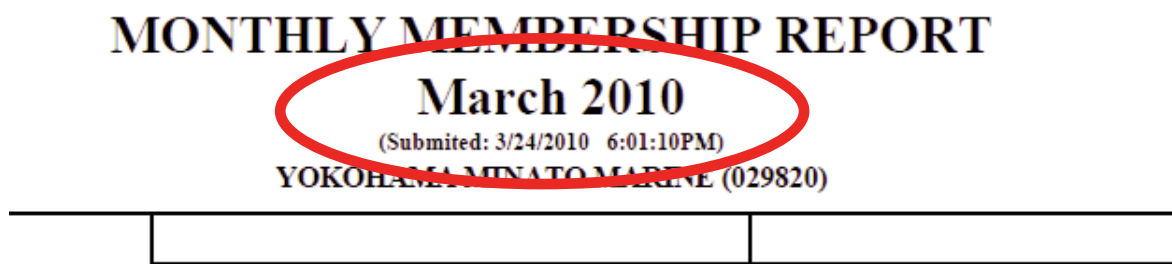 MONTHLY MEMBERSHIP REPORT
March 2010
(Submited: 3/24/2010 6:01:10PM)
YOKOHAMA MINATO MARINE (029820)